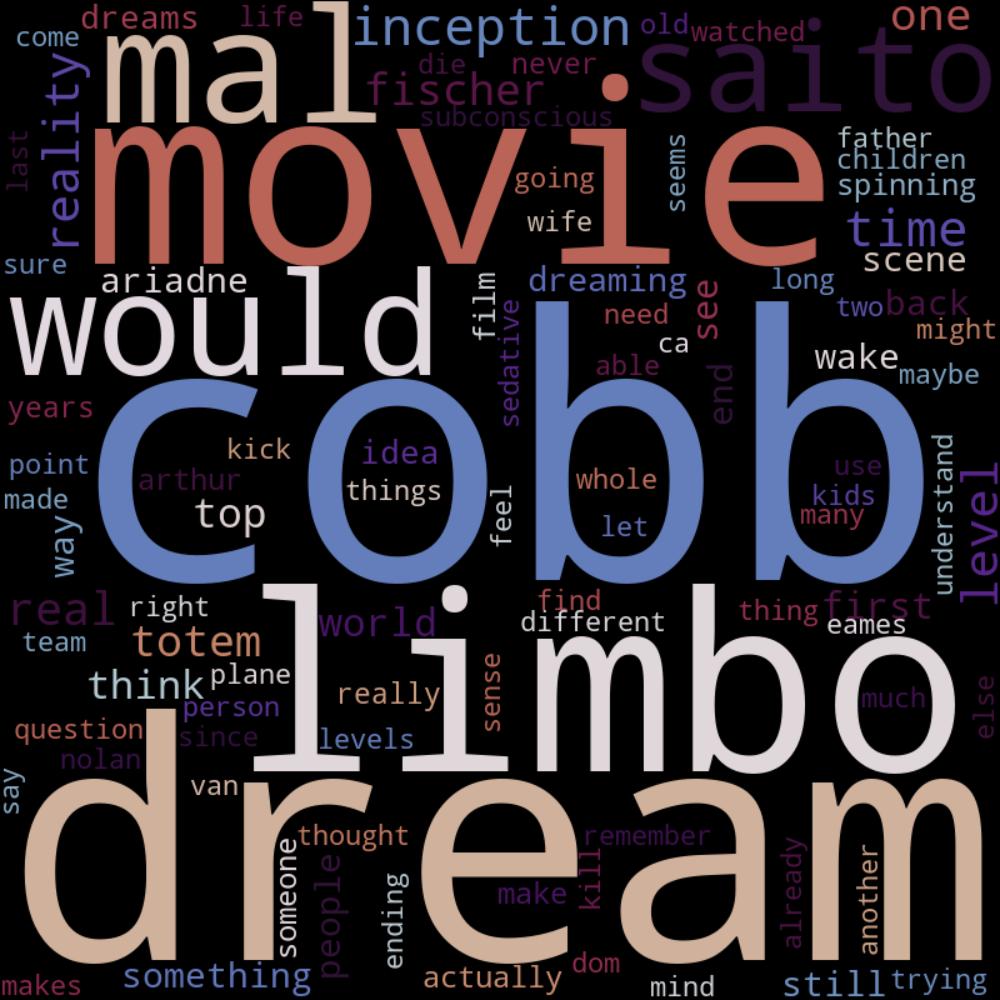 dreams
life
inception
old
watched
one
come
mal
die
never
fischer
saito
subconscious
reality
last
movie
going
wife
seems
father
children
spinning
time
scene
sure
ariadne
would
film
dreaming
long
sedative
need
see
two
back
might
ca
able
wake
maybe
end
years
cobb
kick
idea
point
arthur
things
whole
use
made
top
feel
let
kids
many
understand
level
way
real
right
limbo
world
find
different
thing
first
eames
team
totem
think
plane
person
really
sense
much
else
question
since
levels
nolan
say
van
dream
thought
remember
someone
people
ending
make
kill
already
another
makes
something
actually
dom
mind
still
trying